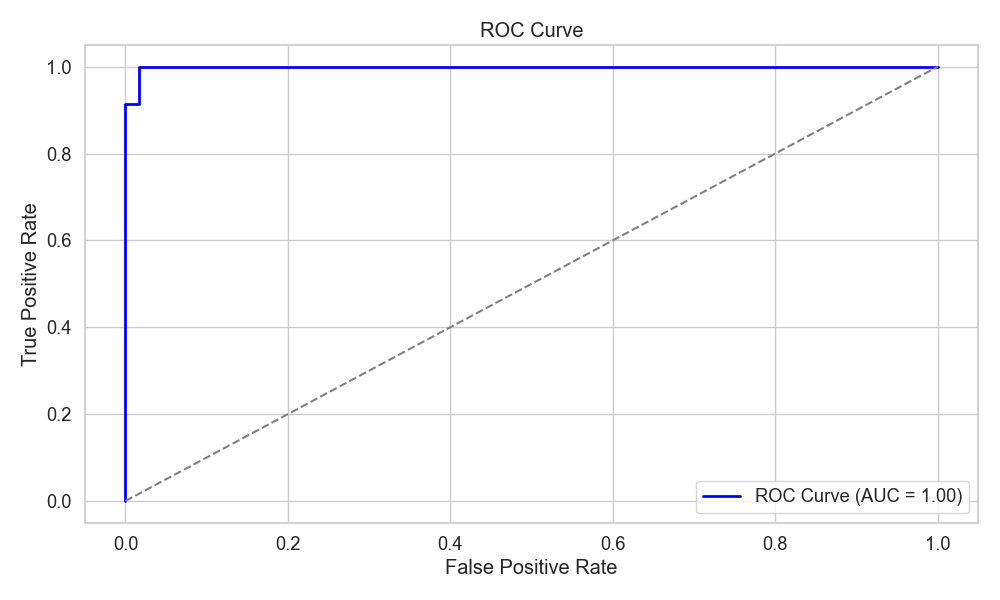 ROC Curve
1.0
0.8
0.6
0.4
0.2
0.0
True Positive Rate
ROC Curve (AUC = 1.00)
0.0 0.2 0.4 0.6 0.8 1.0
False Positive Rate